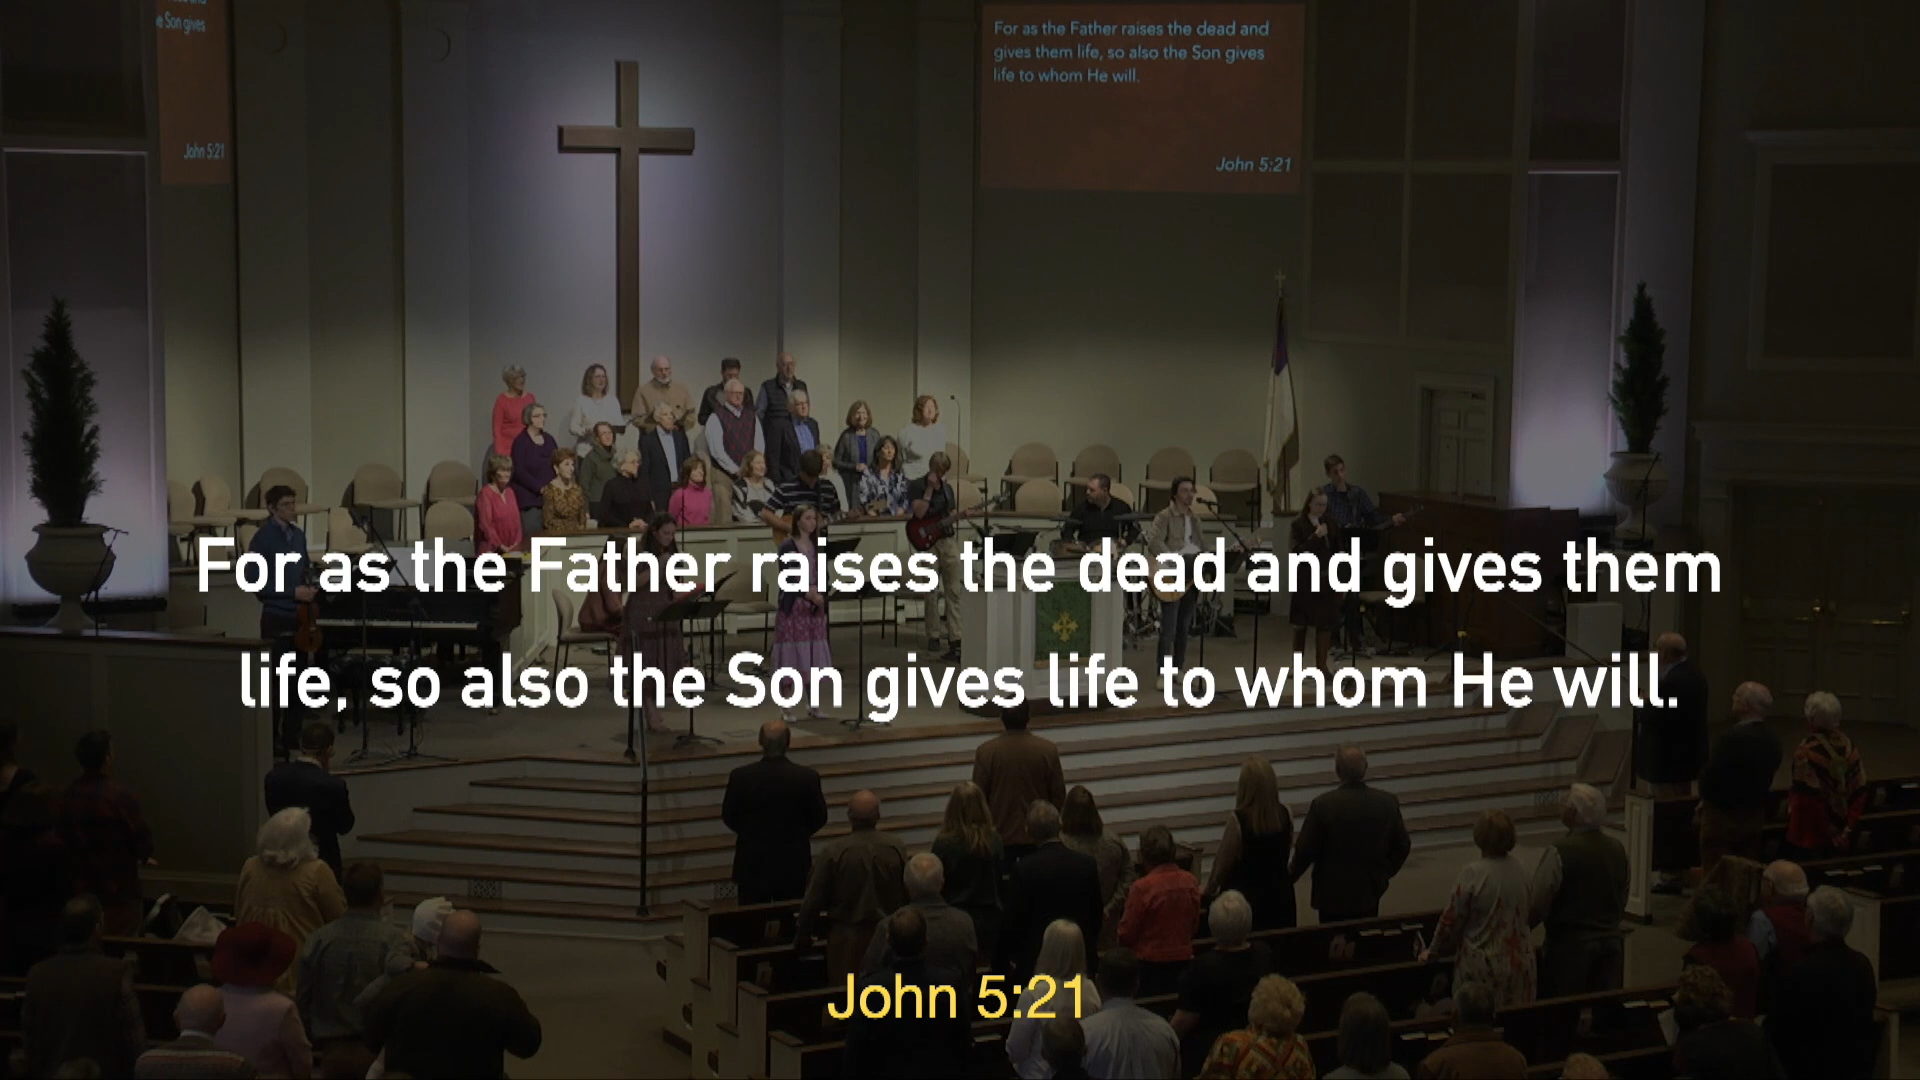 e Son gives
John 5:21
For as the Father raises the dead and
gives them life, so also the Son gives
life to whom He will.
John 5:21
For as the Father raises the dead and gives them
life, so also the Son gives life to whom He will.
John 5:21